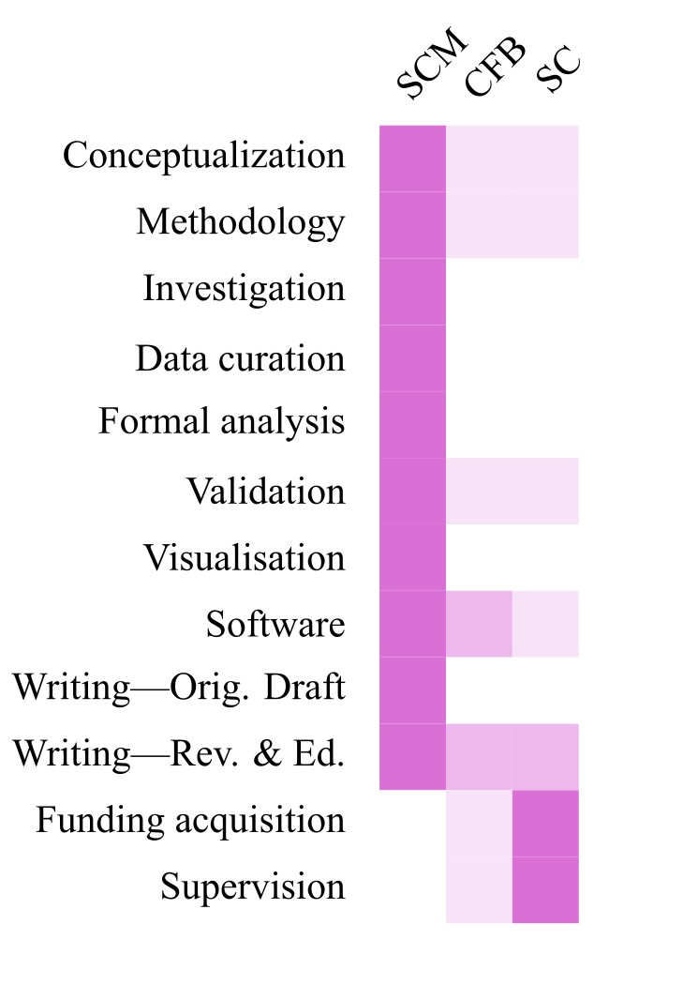 SCM CFB SC
Conceptualization
Methodology
Investigation
Data curation
Formal analysis
Validation
Visualisation
Software
Writing—Orig. Draft
Writing—Rev. & Ed.
Funding acquisition
Supervision